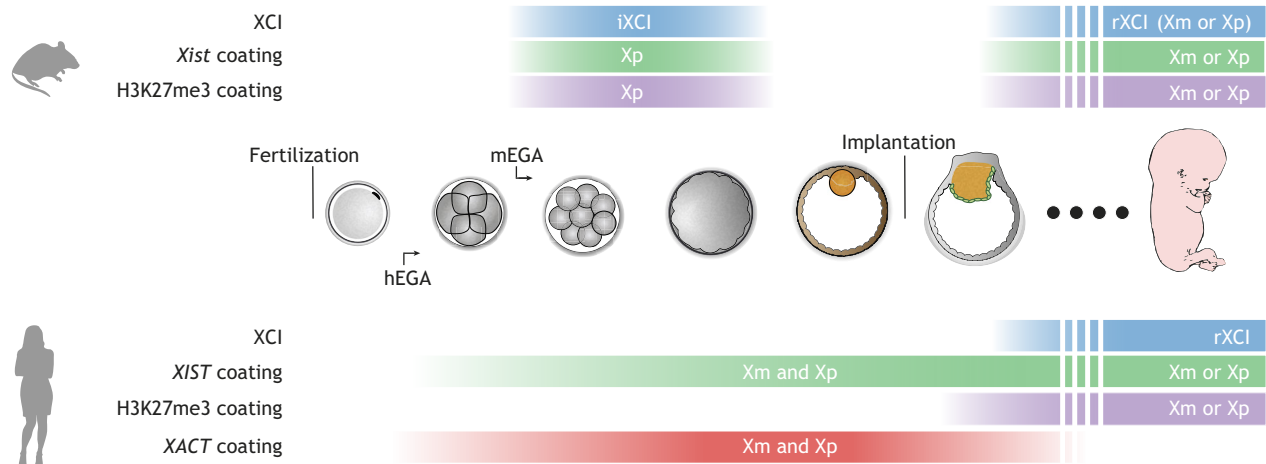 XCI iXCI rXCI (Xm or Xp)
Xist coating Xp Xm or Xp
H3K27me3 coating Xp Xm or Xp
Fertilization mEGA Implantation
hEGA
XCI rXCI
XIST coating Xm and Xp Xm or Xp
H3K27me3 coating Xm or Xp
XACT coating Xm and Xp